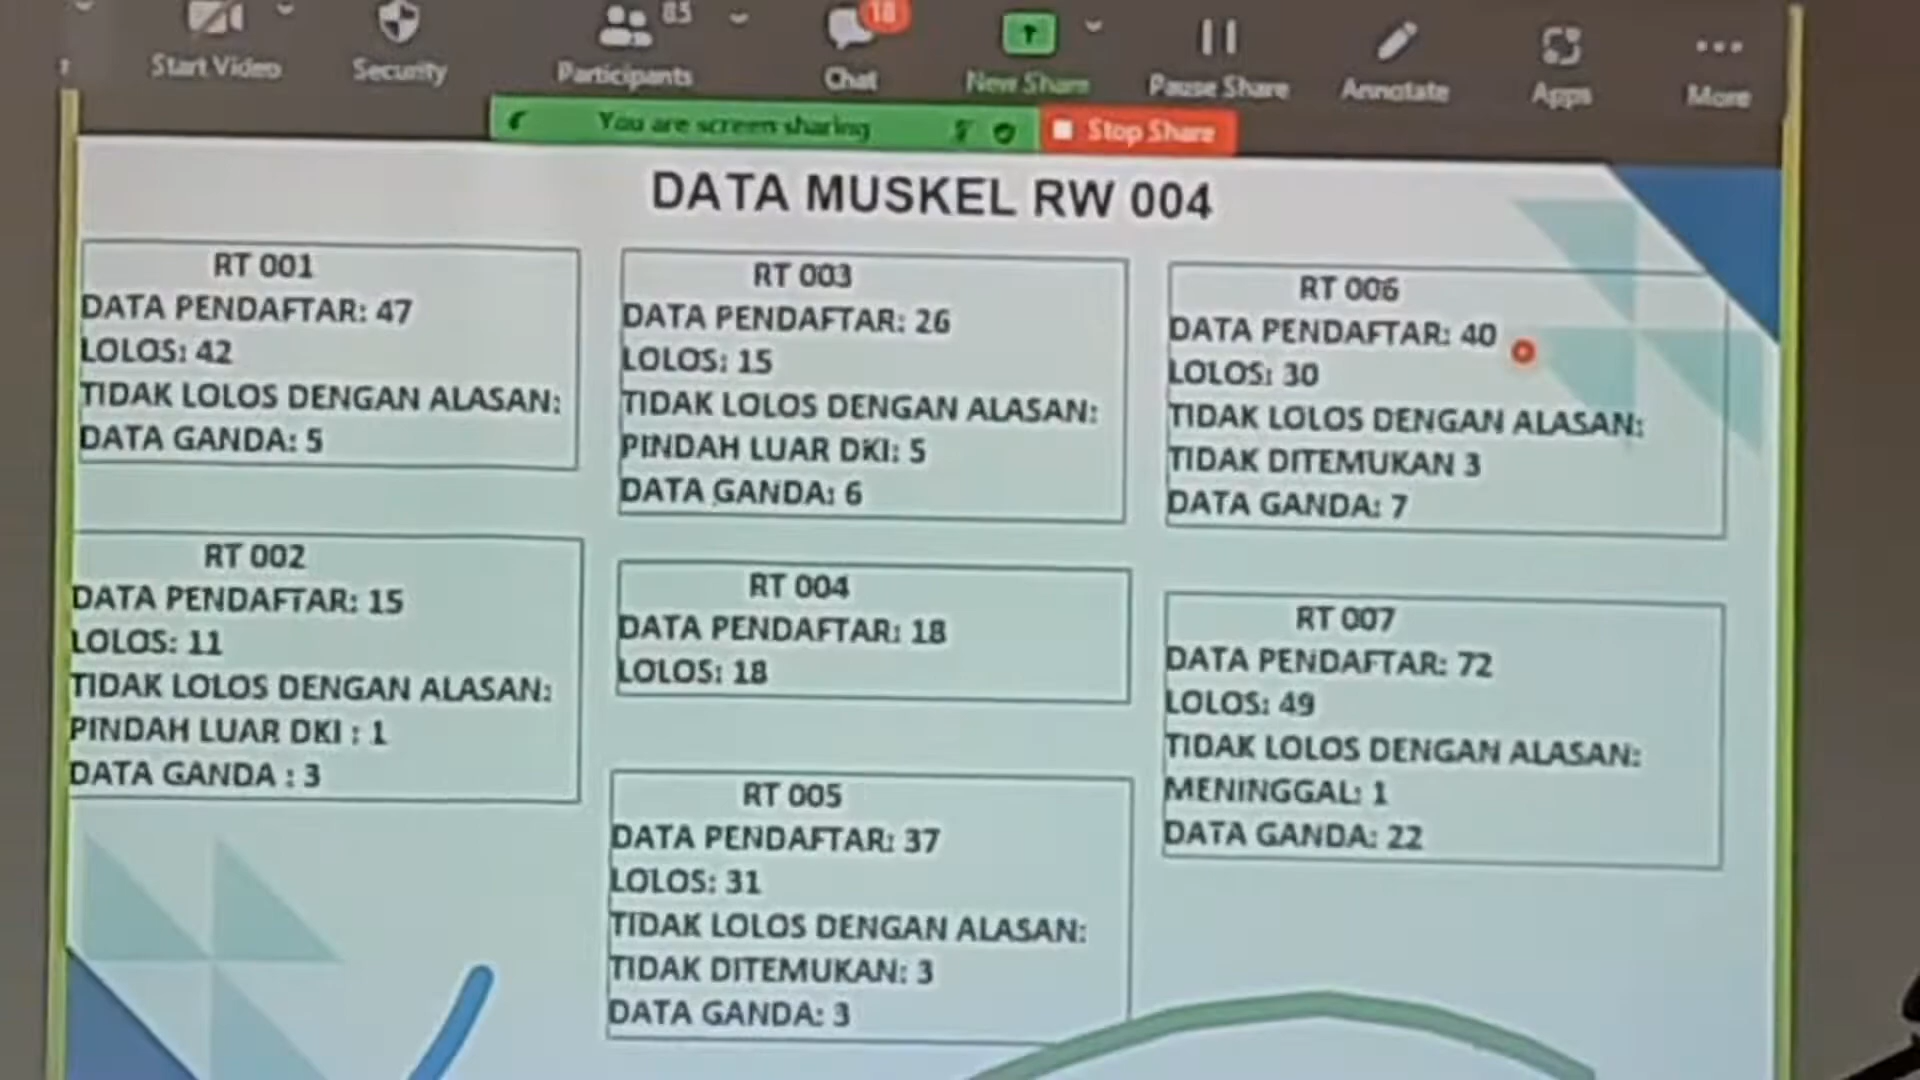 85
18
Start Video
Security
Participants
Chat
New Share
Pause Share
Annotate
Apps
More
You are screen sharing
Stop Share
DATA MUSKEL RW 004
RT 001
DATA PENDAFTAR: 47
LOLOS: 42
TIDAK LOLOS DENGAN ALASAN:
DATA GANDA: 5
RT 002
DATA PENDAFTAR: 15
LOLOS: 11
TIDAK LOLOS DENGAN ALASAN:
PINDAH LUAR DKI : 1
DATA GANDA : 3
RT 003
DATA PENDAFTAR: 26
LOLOS: 15
TIDAK LOLOS DENGAN ALASAN:
PINDAH LUAR DKI: 5
DATA GANDA: 6
RT 004
DATA PENDAFTAR: 18
LOLOS: 18
RT 005
DATA PENDAFTAR: 37
LOLOS: 31
TIDAK LOLOS DENGAN ALASAN:
TIDAK DITEMUKAN: 3
DATA GANDA: 3
RT 006
DATA PENDAFTAR: 40
LOLOS: 30
TIDAK LOLOS DENGAN ALASAN:
TIDAK DITEMUKAN 3
DATA GANDA: 7
RT 007
DATA PENDAFTAR: 72
LOLOS: 49
TIDAK LOLOS DENGAN ALASAN:
MENINGGAL: 1
DATA GANDA: 22